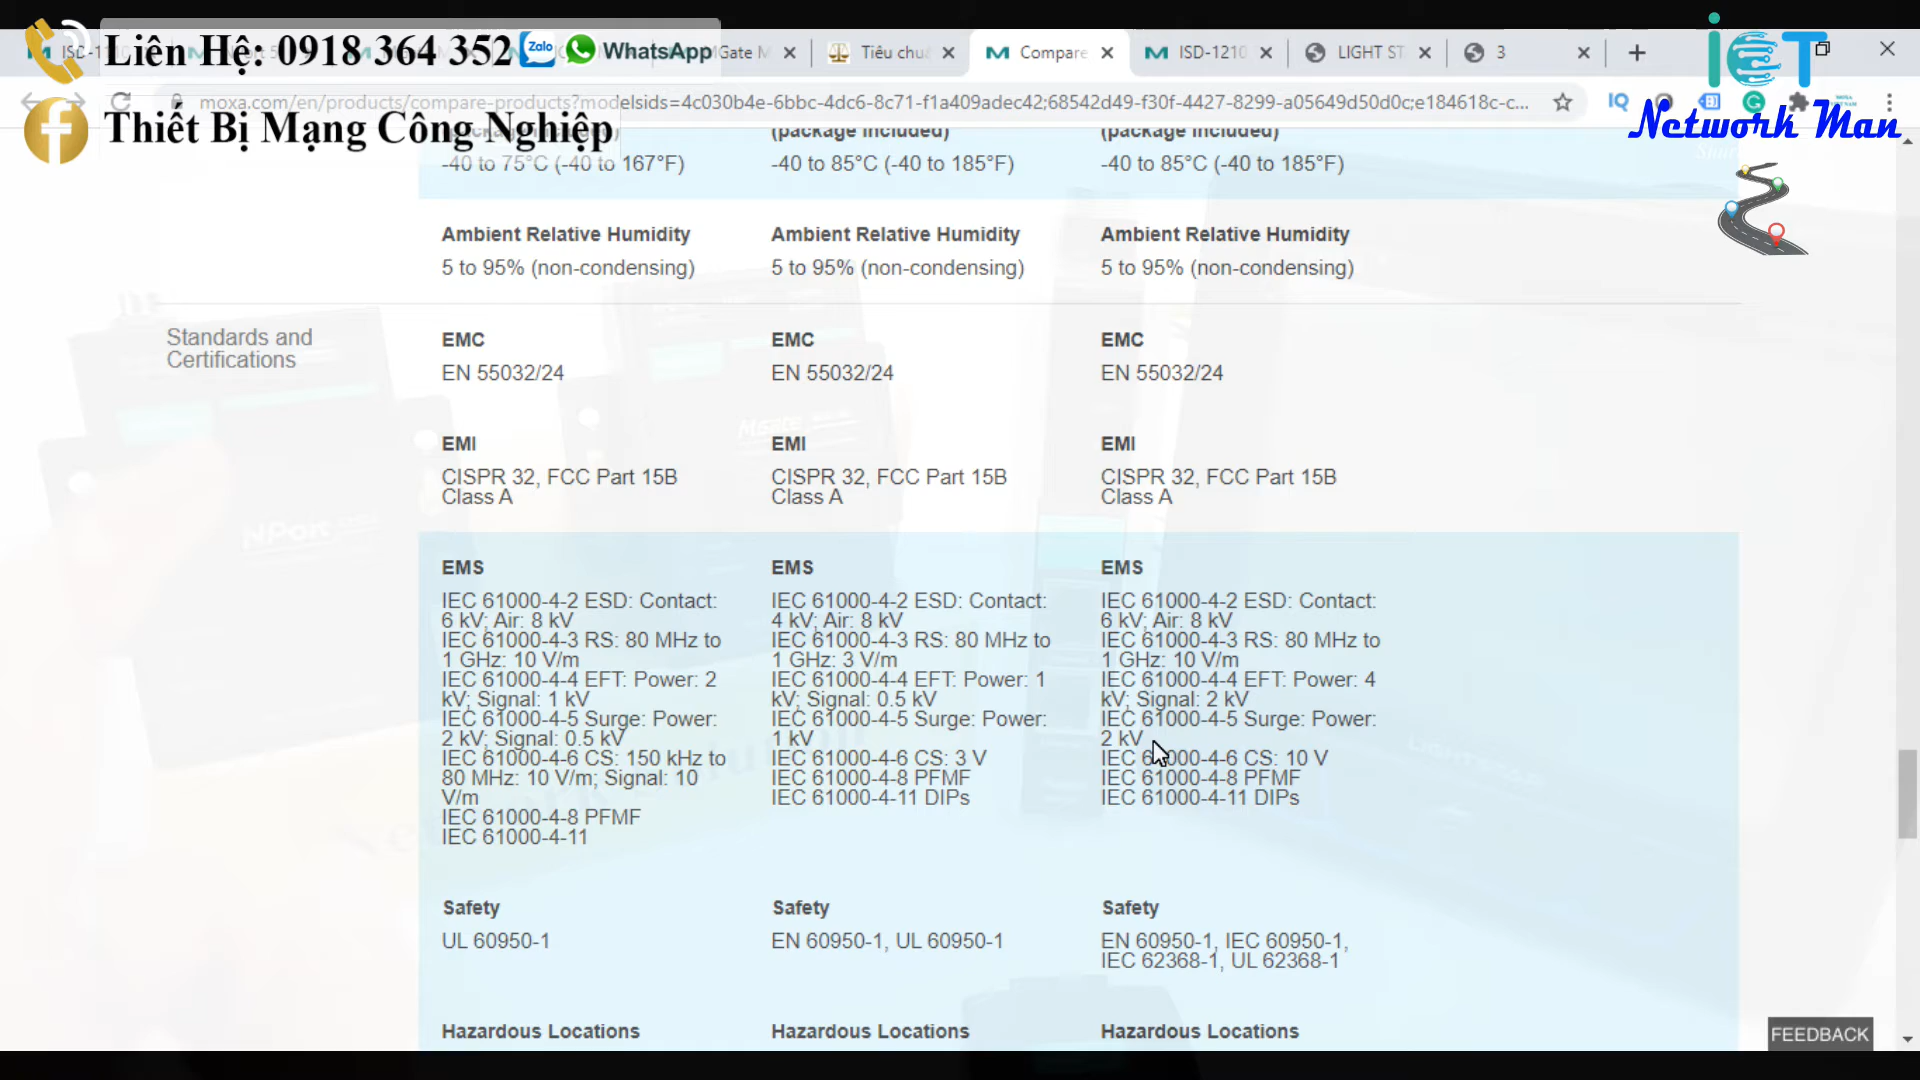 Liên Hệ: 0918 364 352 Zalo WhatsApp
MGate M
Tiêu chu
Compare
ISD-1210
LIGHT ST
3
IOT
moxa.com/en/products/compare-products?modelsids=4c030b4e-6bbc-4dc6-8c71-f1a409adec42;68542d49-f30f-4427-8299-a05649d50d0c;e184618c-c...
Thiết Bị Mạng Công Nghiệp
Network Man
(package included) (package included) (package included)
-40 to 75°C (-40 to 167°F) -40 to 85°C (-40 to 185°F) -40 to 85°C (-40 to 185°F)
Ambient Relative Humidity Ambient Relative Humidity Ambient Relative Humidity
5 to 95% (non-condensing) 5 to 95% (non-condensing) 5 to 95% (non-condensing)
Standards and
Certifications
EMC
EN 55032/24
EMI
CISPR 32, FCC Part 15B
Class A
EMS
IEC 61000-4-2 ESD: Contact:
6 kV; Air: 8 kV
IEC 61000-4-3 RS: 80 MHz to
1 GHz: 10 V/m
IEC 61000-4-4 EFT: Power: 2
kV; Signal: 1 kV
IEC 61000-4-5 Surge: Power:
2 kV; Signal: 0.5 kV
IEC 61000-4-6 CS: 150 kHz to
80 MHz: 10 V/m; Signal: 10
V/m
IEC 61000-4-8 PFMF
IEC 61000-4-11
Safety
UL 60950-1
Hazardous Locations
EMC
EN 55032/24
EMI
CISPR 32, FCC Part 15B
Class A
EMS
IEC 61000-4-2 ESD: Contact:
4 kV; Air: 8 kV
IEC 61000-4-3 RS: 80 MHz to
1 GHz: 3 V/m
IEC 61000-4-4 EFT: Power: 1
kV; Signal: 0.5 kV
IEC 61000-4-5 Surge: Power:
1 kV
IEC 61000-4-6 CS: 3 V
IEC 61000-4-8 PFMF
IEC 61000-4-11 DIPs
Safety
EN 60950-1, UL 60950-1
Hazardous Locations
EMC
EN 55032/24
EMI
CISPR 32, FCC Part 15B
Class A
EMS
IEC 61000-4-2 ESD: Contact:
6 kV; Air: 8 kV
IEC 61000-4-3 RS: 80 MHz to
1 GHz: 10 V/m
IEC 61000-4-4 EFT: Power: 4
kV; Signal: 2 kV
IEC 61000-4-5 Surge: Power:
2 kV
IEC 61000-4-6 CS: 10 V
IEC 61000-4-8 PFMF
IEC 61000-4-11 DIPs
Safety
EN 60950-1, IEC 60950-1,
IEC 62368-1, UL 62368-1
Hazardous Locations
FEEDBACK